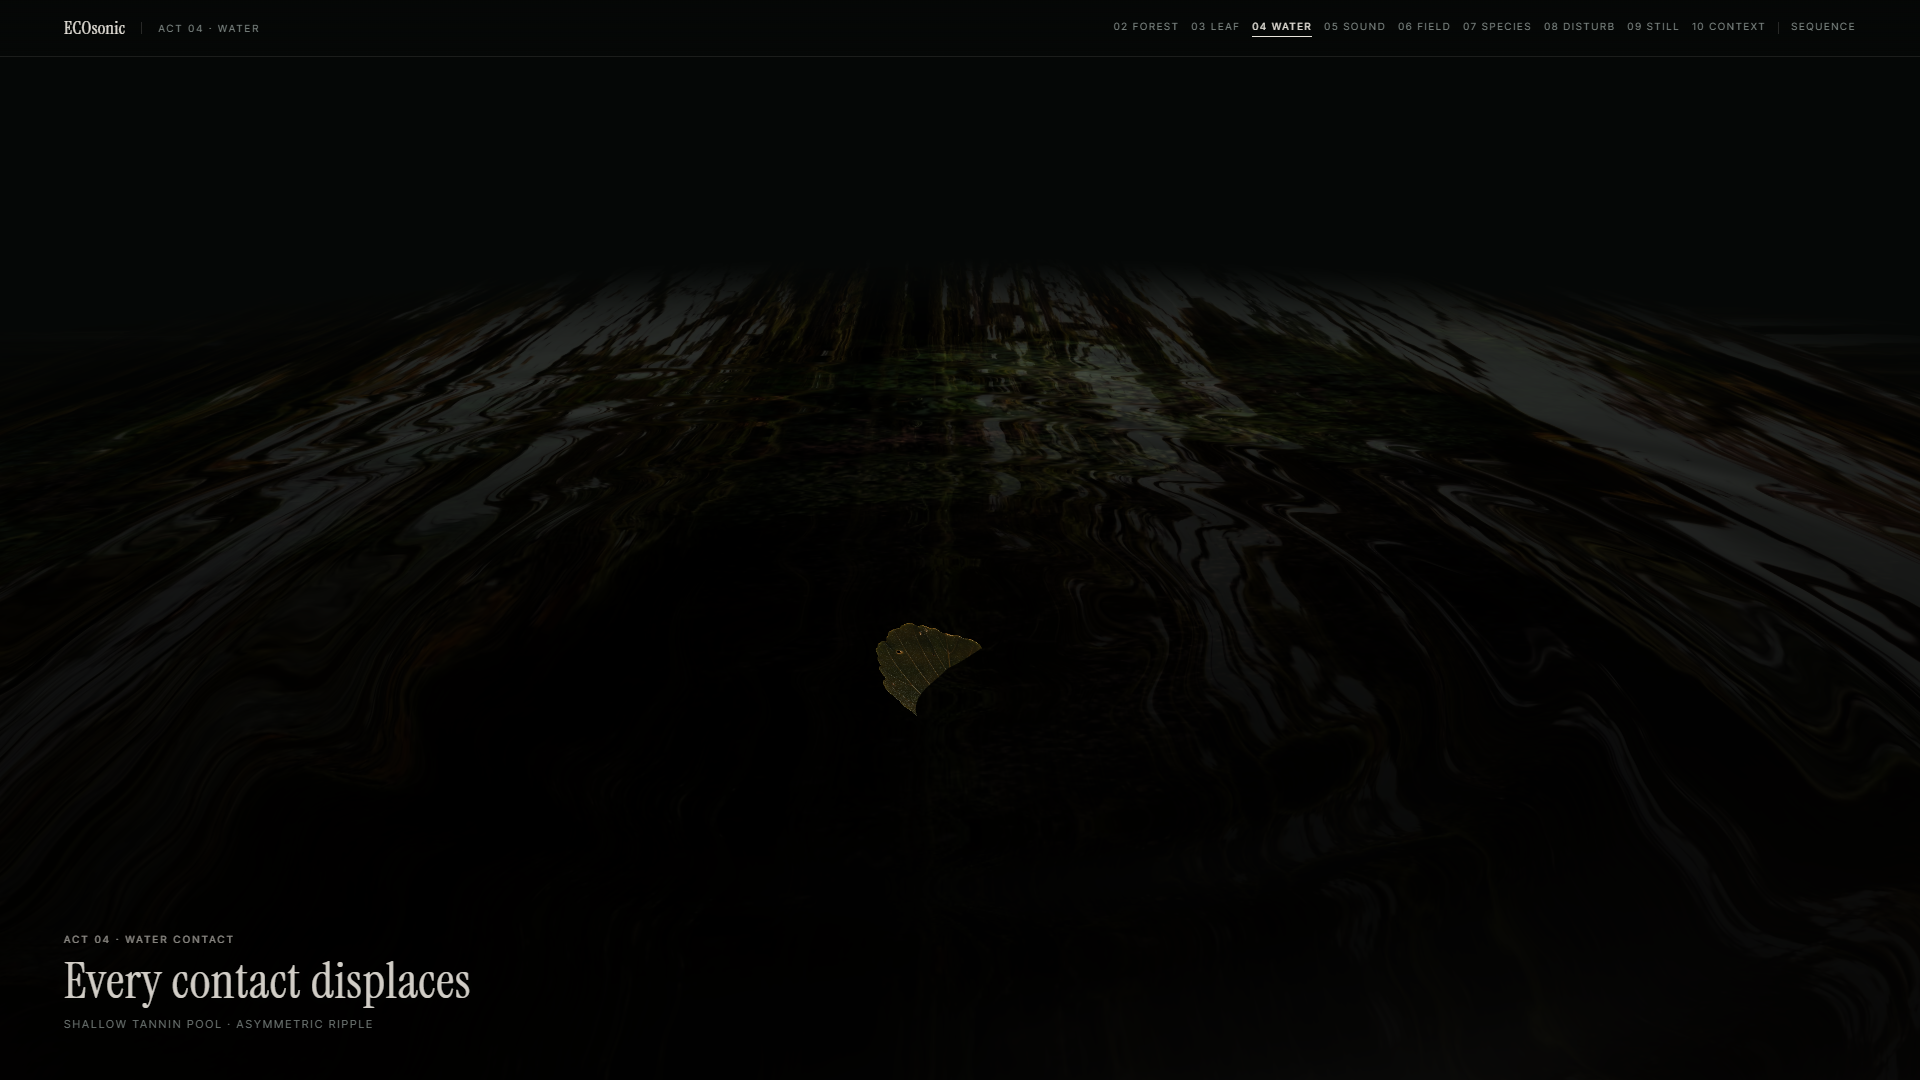 ECOsonic
ACT 04 · WATER
02 FOREST 03 LEAF 04 WATER 05 SOUND 06 FIELD 07 SPECIES 08 DISTURB 09 STILL 10 CONTEXT SEQUENCE
ACT 04 · WATER CONTACT
Every contact displaces
SHALLOW TANNIN POOL · ASYMMETRIC RIPPLE